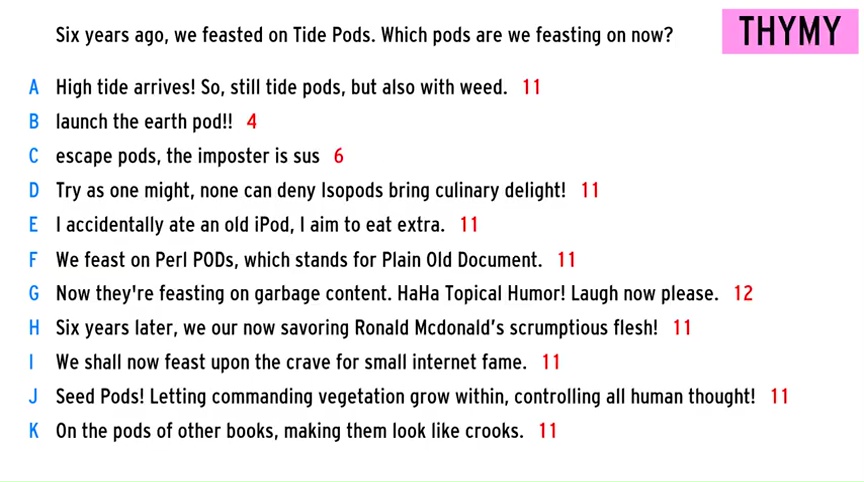 Six years ago, we feasted on Tide Pods. Which pods are we feasting on now?
THYMY
A High tide arrives! So, still tide pods, but also with weed. 11
B launch the earth pod!! 4
C escape pods, the imposter is sus 6
D Try as one might, none can deny Isopods bring culinary delight! 11
E I accidentally ate an old iPod, I aim to eat extra. 11
F We feast on Perl PODs, which stands for Plain Old Document. 11
G Now they're feasting on garbage content. HaHa Topical Humor! Laugh now please. 12
H Six years later, we our now savoring Ronald Mcdonald's scrumptious flesh! 11
I We shall now feast upon the crave for small internet fame. 11
J Seed Pods! Letting commanding vegetation grow within, controlling all human thought! 11
K On the pods of other books, making them look like crooks. 11